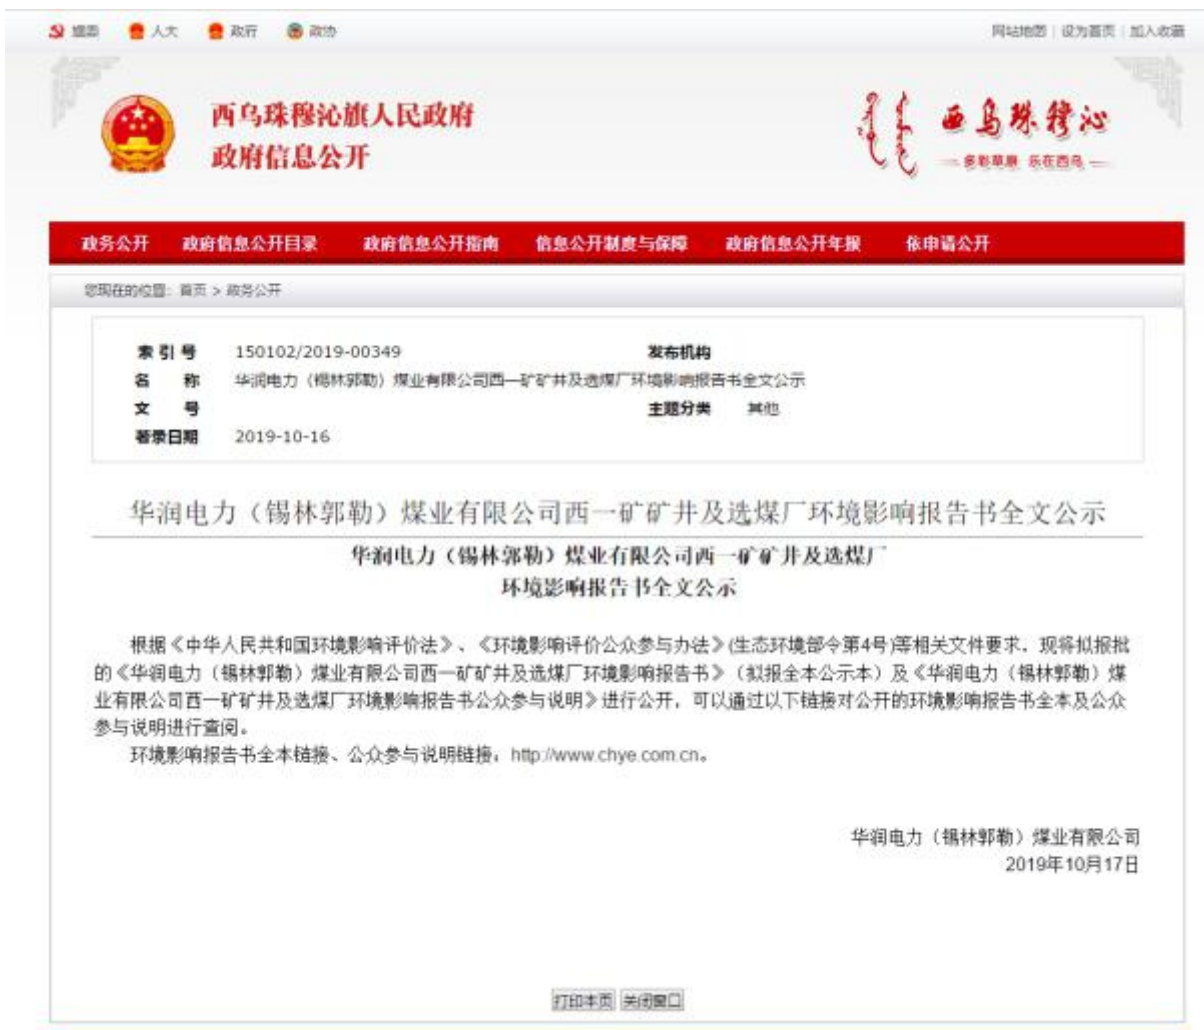 人大 政府 政协
网站地图 | 设为首页 | 加入收藏
西乌珠穆沁旗人民政府
政府信息公开
西乌珠穆沁
多彩草原 乐在西乌
政务公开 政府信息公开目录 政府信息公开指南 信息公开制度与保障 政府信息公开年报 依申请公开
您现在的位置：首页 > 政务公开
索引号 150102/2019-00349 发布机构
名 称 华润电力（锡林郭勒）煤业有限公司西一矿矿井及选煤厂环境影响报告书全文公示
文 号 主题分类 其他
著录日期 2019-10-16
华润电力（锡林郭勒）煤业有限公司西一矿矿井及选煤厂环境影响报告书全文公示
华润电力（锡林郭勒）煤业有限公司西一矿矿井及选煤厂
环境影响报告书全文公示
根据《中华人民共和国环境影响评价法》、《环境影响评价公众参与办法》(生态环境部令第4号)等相关文件要求，现将拟报批
的《华润电力（锡林郭勒）煤业有限公司西一矿矿井及选煤厂环境影响报告书》（拟报全本公示本）及《华润电力（锡林郭勒）煤
业有限公司西一矿矿井及选煤厂环境影响报告书公众参与说明》进行公开，可以通过以下链接对公开的环境影响报告书全本及公众
参与说明进行查阅。
环境影响报告书全本链接、公众参与说明链接：http://www.chye.com.cn。
华润电力（锡林郭勒）煤业有限公司
2019年10月17日
打印本页 关闭窗口